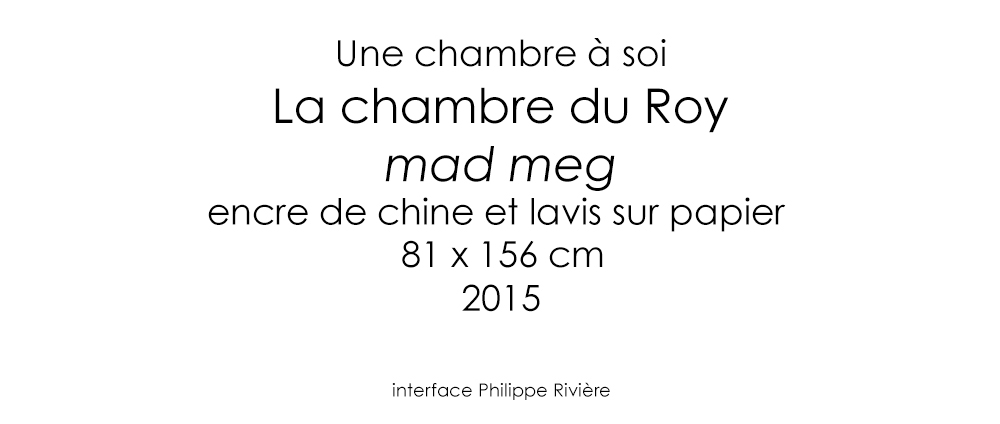 Une chambre à soi
La chambre du Roy
mad meg
encre de chine et lavis sur papier
81 x 156 cm
2015
interface Philippe Rivière